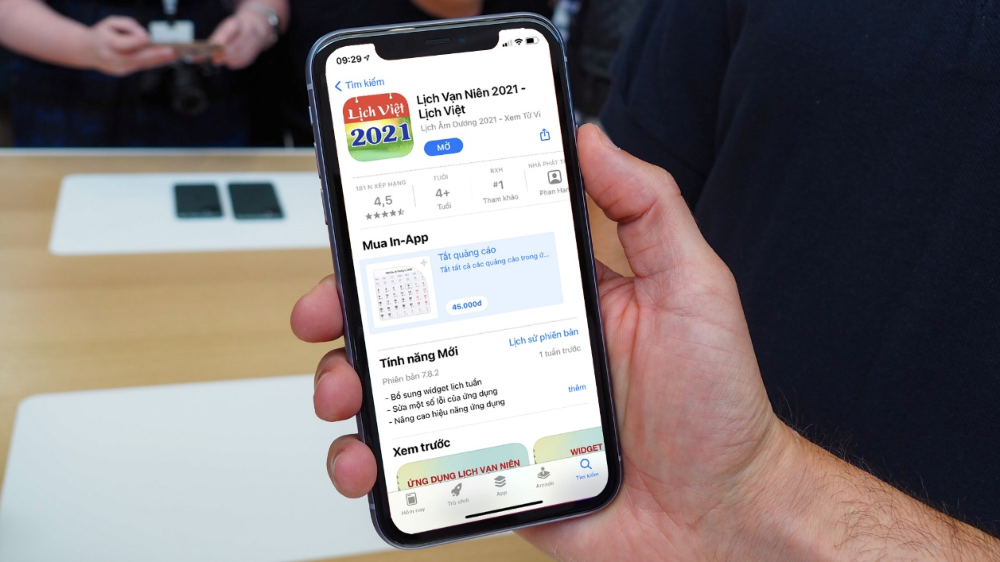 09:29
Tìm kiếm
Lịch Việt
2021
Lịch Vạn Niên 2021 -
Lịch Việt
Lịch Âm Dương 2021 - Xem Tử Vi
MỞ
181 N XẾP HẠNG
4,5
TUỔI
4+
Tuổi
BXH
#1
Tham khảo
NHÀ PHÁT T
Phan Han
Mua In-App
Tắt quảng cáo
Tắt tất cả các quảng cáo trong ứ...
45.000đ
Tính năng Mới
Lịch sử phiên bản
Phiên bản 7.8.2
1 tuần trước
- Bổ sung widget lịch tuần
- Sửa một số lỗi của ứng dụng
- Nâng cao hiệu năng ứng dụng
thêm
Xem trước
ỨNG DỤNG LỊCH VẠN NIÊN
WIDGET
Hôm nay
Trò chơi
App
Arcade
Tìm kiếm